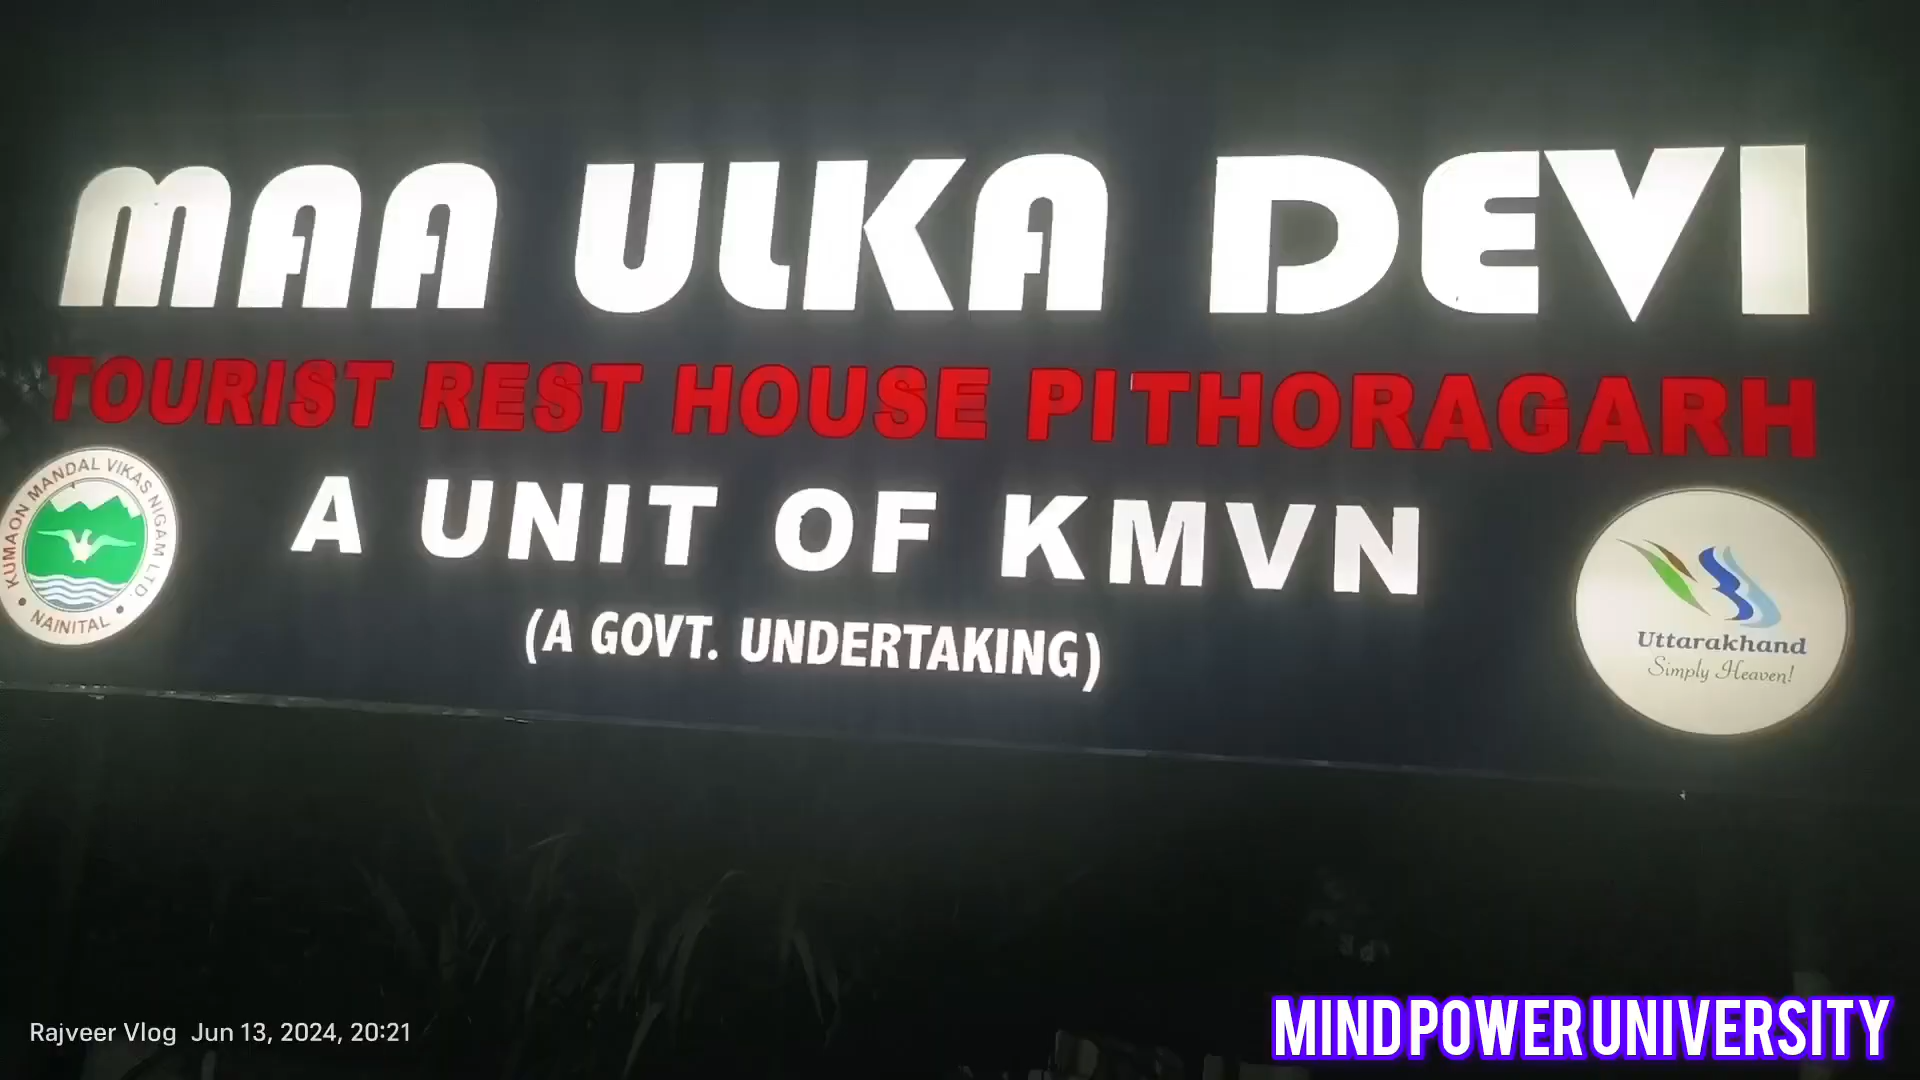 MAA ULKA DEVI
TOURIST REST HOUSE PITHORAGARH
A UNIT OF KMVN
(A GOVT. UNDERTAKING)
KUMAON MANDAL VIKAS NIGAM LTD.
• NAINITAL •
Uttarakhand
Simply Heaven!
Rajveer Vlog Jun 13, 2024, 20:21
MIND POWER UNIVERSITY